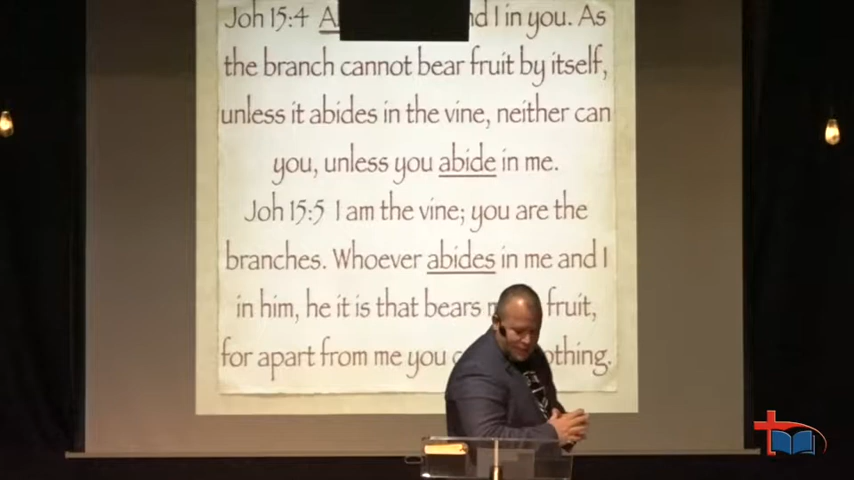 Joh 15:4 nd I in you. As
the branch cannot bear fruit by itself,
unless it abides in the vine, neither can
you, unless you abide in me.
Joh 15:5 I am the vine; you are the
branches. Whoever abides in me and I
in him, he it is that bears fruit,
for apart from me you othing.